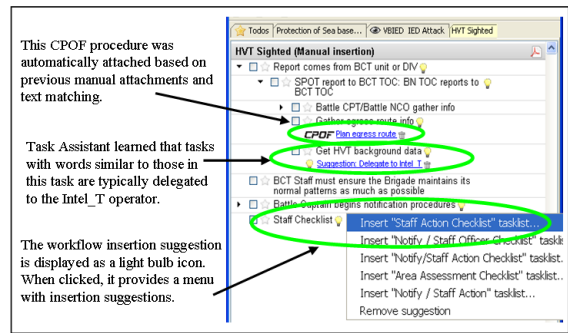 Todos
Protection of Sea base...
VBIED IED Attack
HVT Sighted
HVT Sighted (Manual insertion)
Report comes from BCT unit or DIV
SPOT report to BCT TOC: BN TOC reports to
BCT TOC
Battle CPT/Battle NCO gather info
Gather egress route info
CPOF Plan egress route
Get HVT background data
Suggestion: Delegate to Intel_T
BCT Staff must ensure the Brigade maintains its
normal patterns as much as possible
Battle Captain begins notification procedures
Staff Checklist
Insert "Staff Action Checklist" tasklist...
Insert "Notify / Staff Officer Checklist" taskli
Insert "Notify/Staff Action Checklist" tasklist...
Insert "Area Assessment Checklist" tasklist...
Insert "Notify / Staff Action" tasklist...
Remove suggestion
This CPOF procedure was
automatically attached based on
previous manual attachments and
text matching.
Task Assistant learned that tasks
with words similar to those in
this task are typically delegated
to the Intel_T operator.
The workflow insertion suggestion
is displayed as a light bulb icon.
When clicked, it provides a menu
with insertion suggestions.